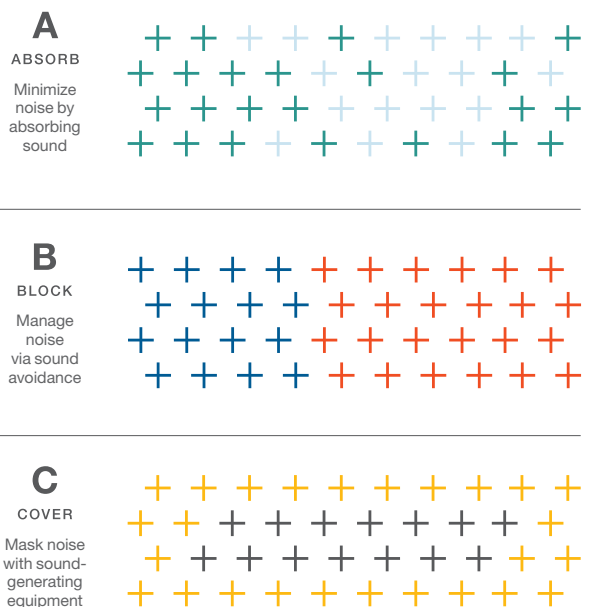 A
ABSORB
Minimize
noise by
absorbing
sound
B
BLOCK
Manage
noise
via sound
avoidance
C
COVER
Mask noise
with sound-
generating
equipment